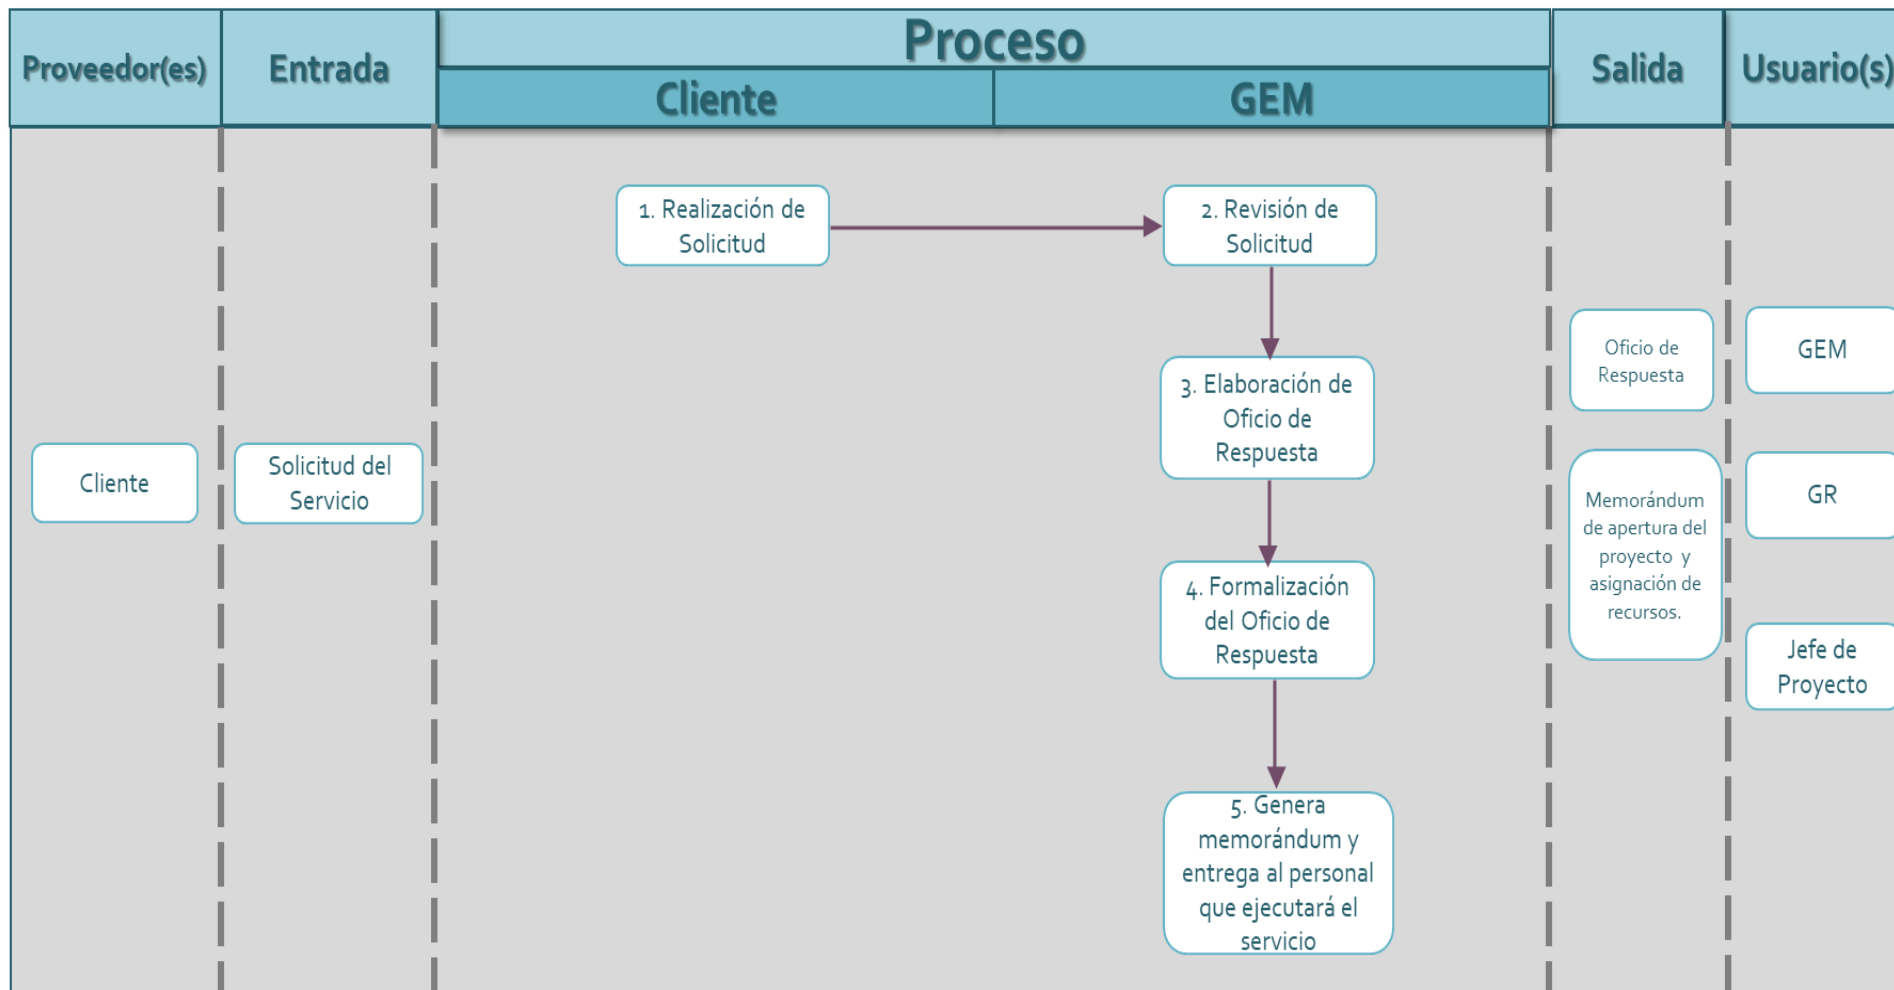 Proveedor(es)
Entrada
Proceso
Cliente
GEM
Salida
Usuario(s)
1. Realización de
Solicitud
2. Revisión de
Solicitud
3. Elaboración de
Oficio de
Respuesta
4. Formalización
del Oficio de
Respuesta
5. Genera
memorándum y
entrega al personal
que ejecutará el
servicio
Cliente
Solicitud del
Servicio
Oficio de
Respuesta
Memorándum
de apertura del
proyecto y
asignación de
recursos.
GEM
GR
Jefe de
Proyecto